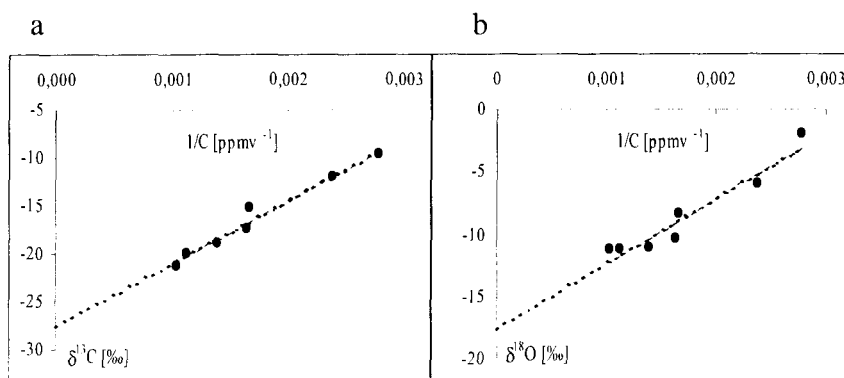 a
b
0,000 0,001 0,002 0,003
-5
1/C [ppmv ⁻¹]
-10
-15
-20
-25
-30
δ¹³C [‰]
0 0,001 0,002 0,003
0
1/C [ppmv ⁻¹]
-5
-10
-15
-20
δ¹⁸O [‰]